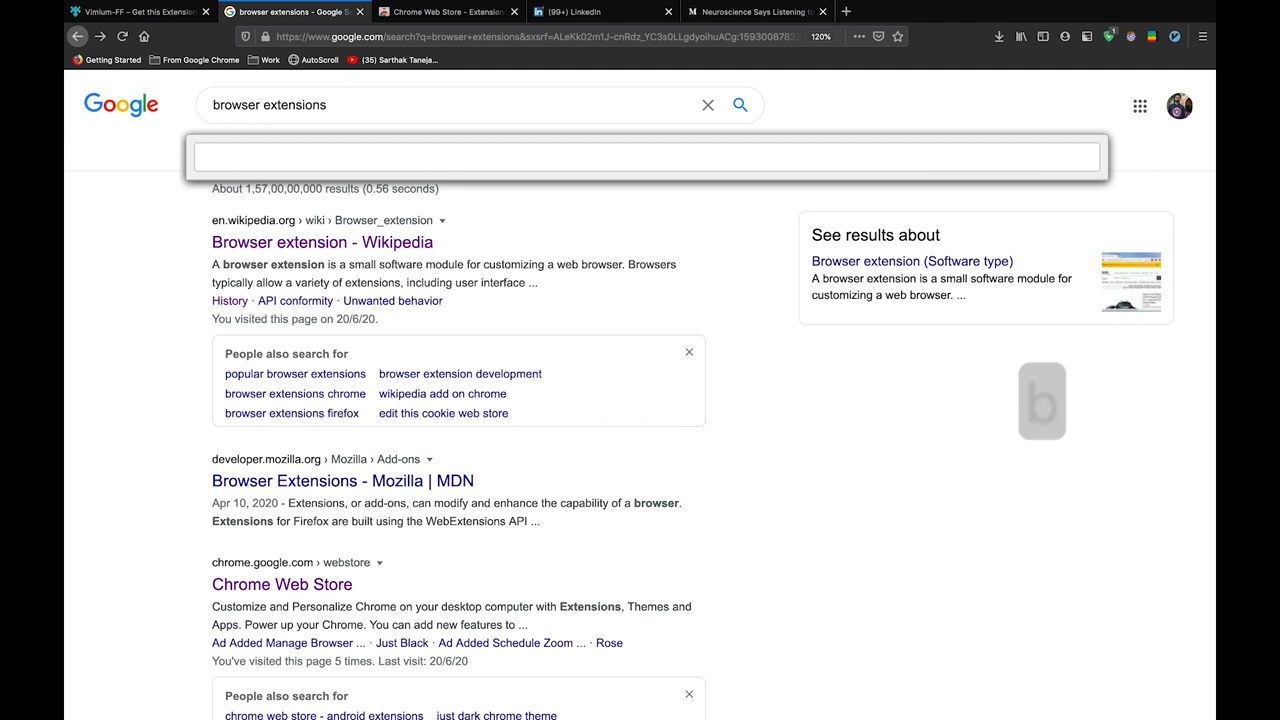 Vimium-FF – Get this Extension
browser extensions - Google S
Chrome Web Store - Extension
(99+) LinkedIn
Neuroscience Says Listening to
https://www.google.com/search?q=browser+extensions&sxsrf=ALeKk02m1J-cnRdz_YC3s0LLgdyoihuACg:1593008783
120%
Getting Started
From Google Chrome
Work
AutoScroll
(35) Sarthak Taneja...
Google
browser extensions
About 1,57,00,00,000 results (0.56 seconds)
en.wikipedia.org › wiki › Browser_extension
Browser extension - Wikipedia
A browser extension is a small software module for customizing a web browser. Browsers
typically allow a variety of extensions, including user interface ...
History · API conformity · Unwanted behavior
You visited this page on 20/6/20.
See results about
Browser extension (Software type)
A browser extension is a small software module for
customizing a web browser. ...
People also search for
popular browser extensions browser extension development
browser extensions chrome wikipedia add on chrome
browser extensions firefox edit this cookie web store
b
developer.mozilla.org › Mozilla › Add-ons
Browser Extensions - Mozilla | MDN
Apr 10, 2020 - Extensions, or add-ons, can modify and enhance the capability of a browser.
Extensions for Firefox are built using the WebExtensions API ...
chrome.google.com › webstore
Chrome Web Store
Customize and Personalize Chrome on your desktop computer with Extensions, Themes and
Apps. Power up your Chrome. You can add new features to ...
Ad Added Manage Browser ... · Just Black · Ad Added Schedule Zoom ... · Rose
You've visited this page 5 times. Last visit: 20/6/20
People also search for
chrome web store - android extensions just dark chrome theme